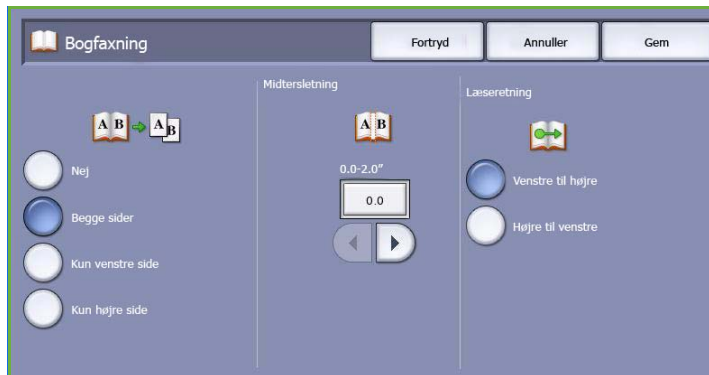 Bogfaxning
Fortryd
Annuller
Gem
A B A B
Nej
Begge sider
Kun venstre side
Kun højre side
Midtersletning
A B
0.0-2.0"
0.0
Læseretning
Venstre til højre
Højre til venstre